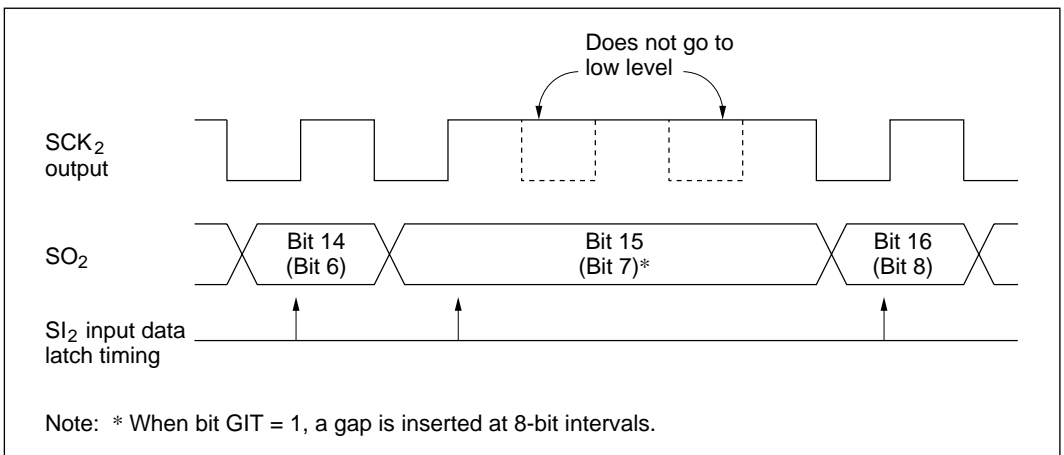 Does not go to
low level
SCK2
output
SO2
Bit 14
(Bit 6)
Bit 15
(Bit 7)*
Bit 16
(Bit 8)
SI2 input data
latch timing
Note: * When bit GIT = 1, a gap is inserted at 8-bit intervals.